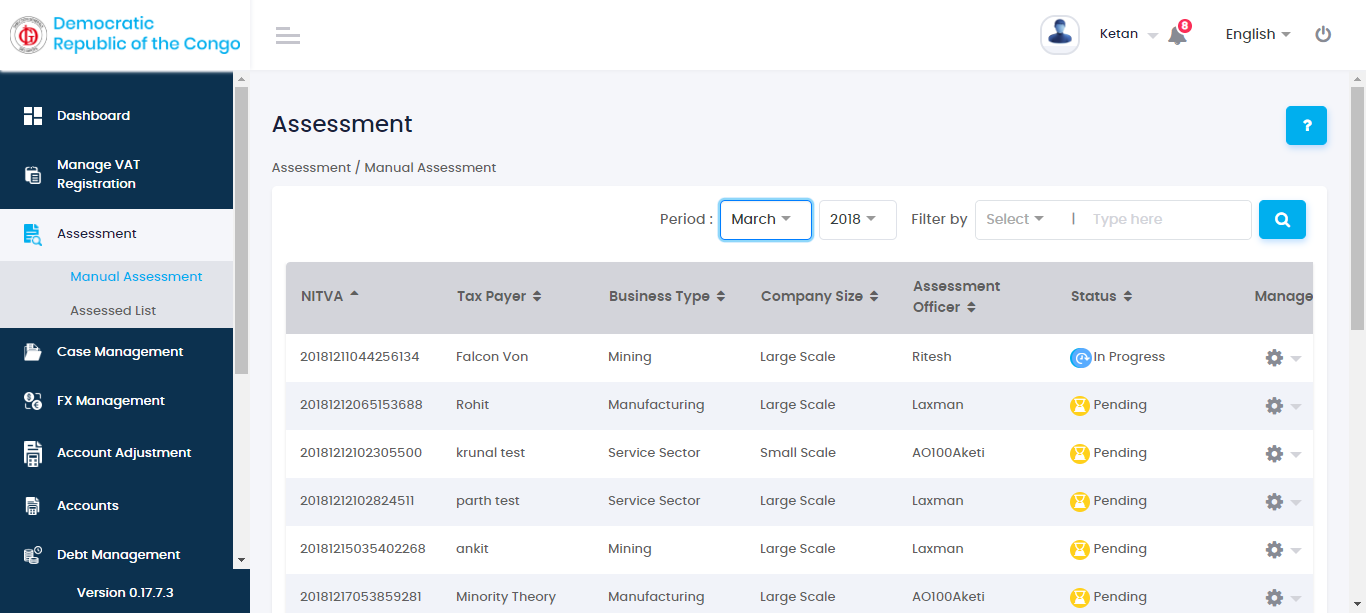 Democratic
Republic of the Congo
Ketan
8
English
Dashboard
Manage VAT
Registration
Assessment
Manual Assessment
Assessed List
Case Management
FX Management
Account Adjustment
Accounts
Debt Management
Version 0.17.7.3
Assessment
?
Assessment / Manual Assessment
Period : March 2018 Filter by Select | Type here
NITVA Tax Payer Business Type Company Size Assessment Officer Status Manage
20181211044256134 Falcon Von Mining Large Scale Ritesh In Progress
20181212065153688 Rohit Manufacturing Large Scale Laxman Pending
20181212102305500 krunal test Service Sector Small Scale AO100Aketi Pending
20181212102824511 parth test Service Sector Large Scale Laxman Pending
20181215035402268 ankit Mining Large Scale Laxman Pending
20181217053859281 Minority Theory Manufacturing Large Scale AO100Aketi Pending